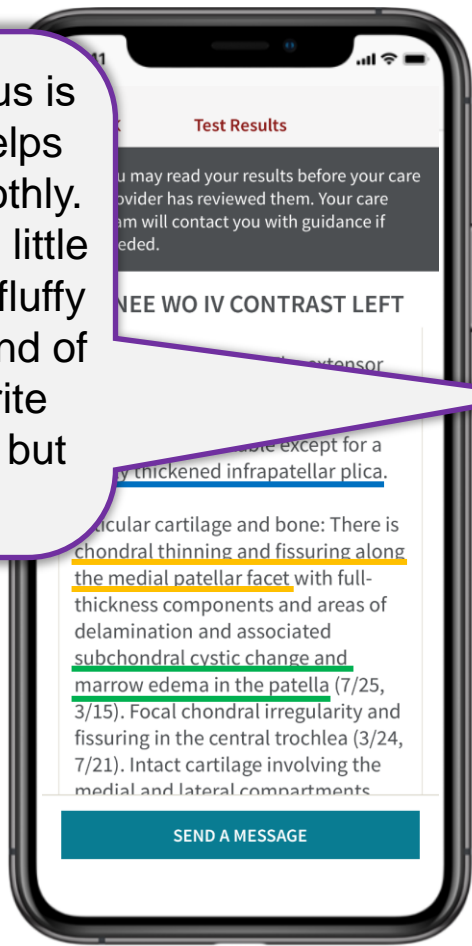 us is
elps
othly.
little
fluffy
nd of
rite
but
Test Results
u may read your results before your care
ovider has reviewed them. Your care
am will contact you with guidance if
eded.
NEE WO IV CONTRAST LEFT
extensor
able except for a
thickened infrapatellar plica.
ticular cartilage and bone: There is
chondral thinning and fissuring along
the medial patellar facet with full-
thickness components and areas of
delamination and associated
subchondral cystic change and
marrow edema in the patella (7/25,
3/15). Focal chondral irregularity and
fissuring in the central trochlea (3/24,
7/21). Intact cartilage involving the
medial and lateral compartments
SEND A MESSAGE